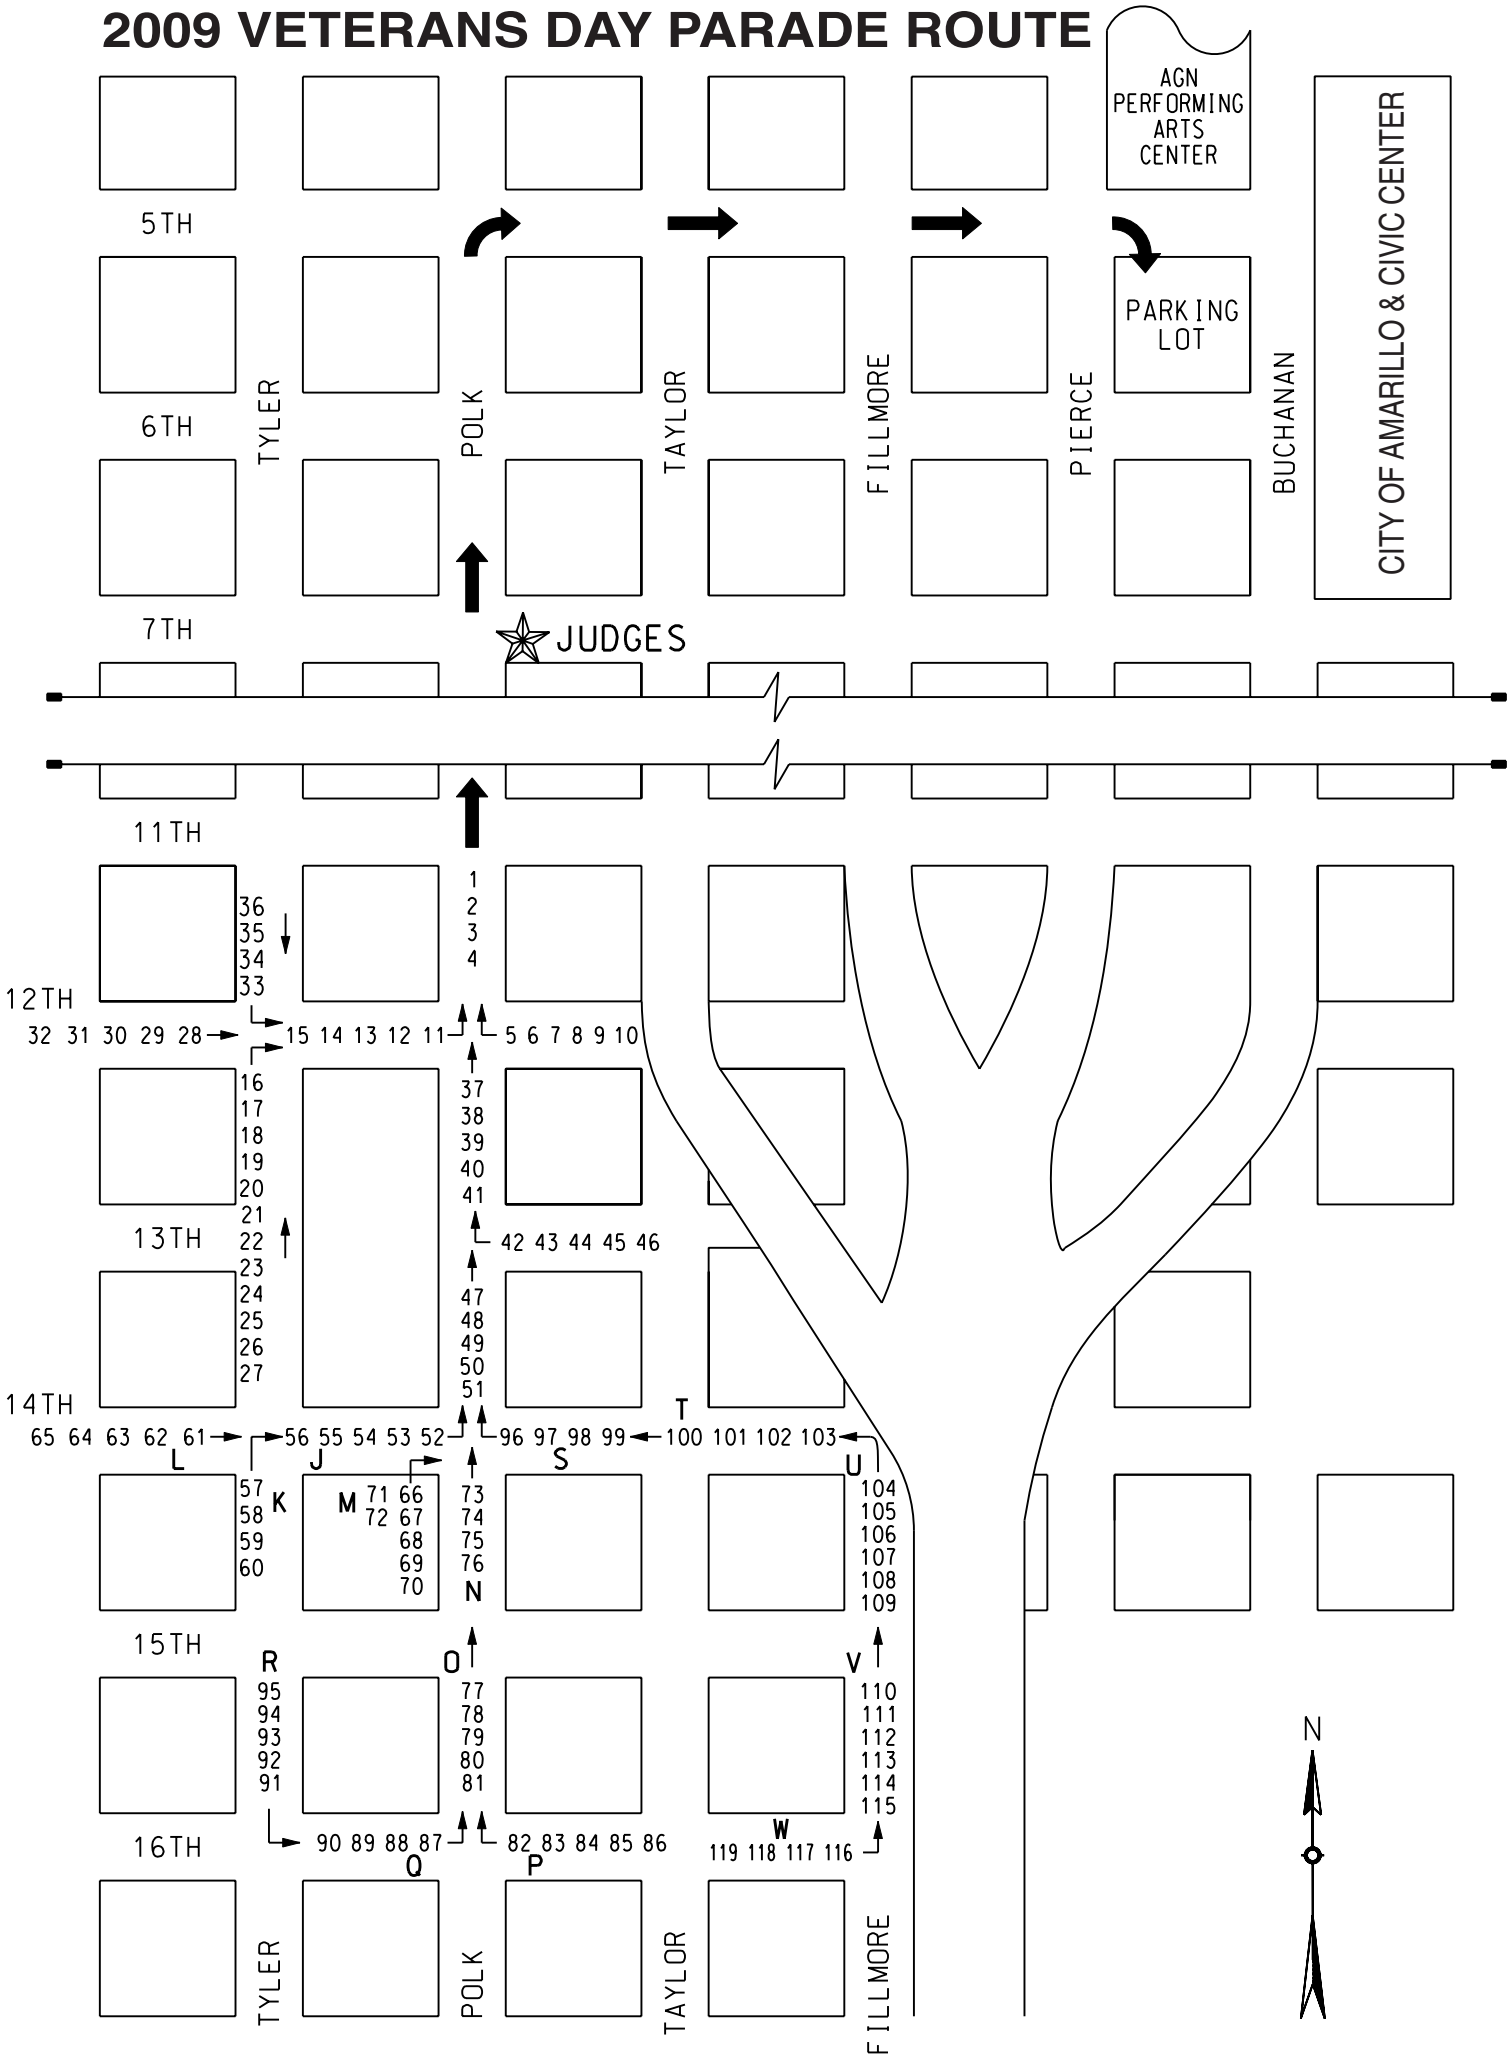 2009 VETERANS DAY PARADE ROUTE
AGN
PERFORMING
ARTS
CENTER
CITY OF AMARILLO & CIVIC CENTER
5TH
PARKING
LOT
TYLER
POLK
TAYLOR
FILLMORE
PIERCE
BUCHANAN
6TH
7TH
JUDGES
11TH
1
2
3
4
36
35
34
33
12TH
32 31 30 29 28
15 14 13 12 11
5 6 7 8 9 10
16
17
18
19
20
21
22
23
24
25
26
27
37
38
39
40
41
13TH
42 43 44 45 46
47
48
49
50
51
14TH
T
65 64 63 62 61
56 55 54 53 52
96 97 98 99
100 101 102 103
L
J
S
U
57
58
59
60
K
M
71 66
72 67
68
69
70
73
74
75
76
N
104
105
106
107
108
109
15TH
R
O
V
95
94
93
92
91
77
78
79
80
81
110
111
112
113
114
115
N
16TH
90 89 88 87
82 83 84 85 86
W
119 118 117 116
Q
P
TYLER
POLK
TAYLOR
FILLMORE